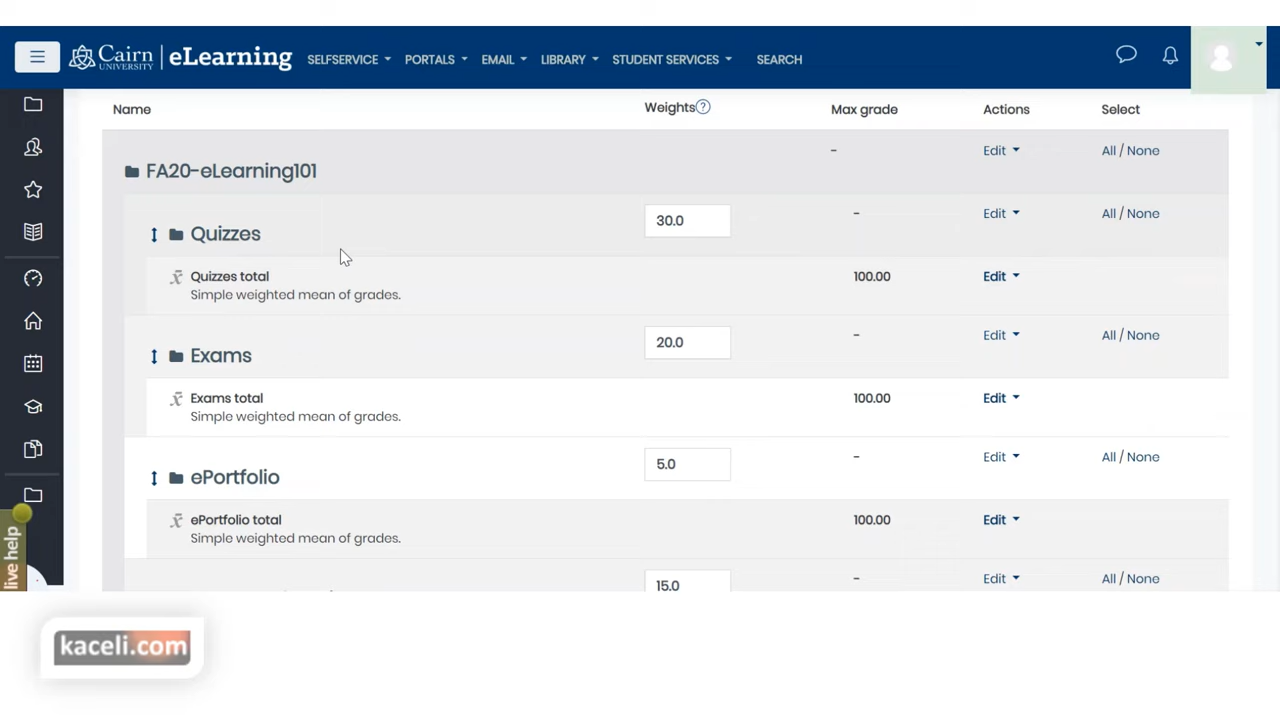 Cairn UNIVERSITY | eLearning SELFSERVICE PORTALS EMAIL LIBRARY STUDENT SERVICES SEARCH
Name Weights ? Max grade Actions Select
FA20-eLearning101 - Edit All / None
Quizzes 30.0 - Edit All / None
Quizzes total 100.00 Edit
Simple weighted mean of grades.
Exams 20.0 - Edit All / None
Exams total 100.00 Edit
Simple weighted mean of grades.
ePortfolio 5.0 - Edit All / None
ePortfolio total 100.00 Edit
Simple weighted mean of grades.
15.0 - Edit All / None
live help
kaceli.com